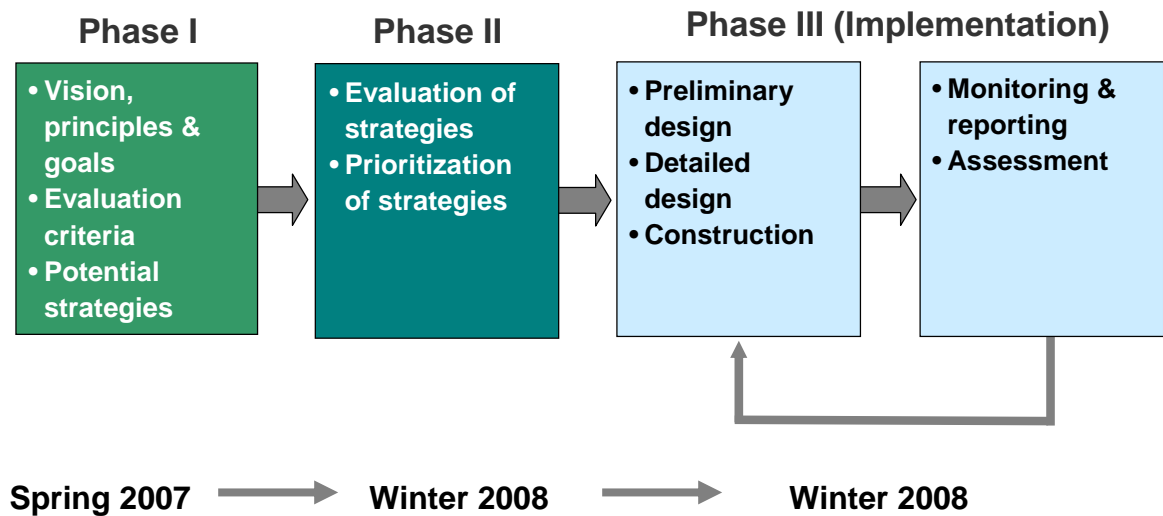 Phase I
• Vision,
principles &
goals
• Evaluation
criteria
• Potential
strategies
Phase II
• Evaluation of
strategies
• Prioritization
of strategies
Phase III (Implementation)
• Preliminary
design
• Detailed
design
• Construction
• Monitoring &
reporting
• Assessment
Spring 2007
Winter 2008
Winter 2008